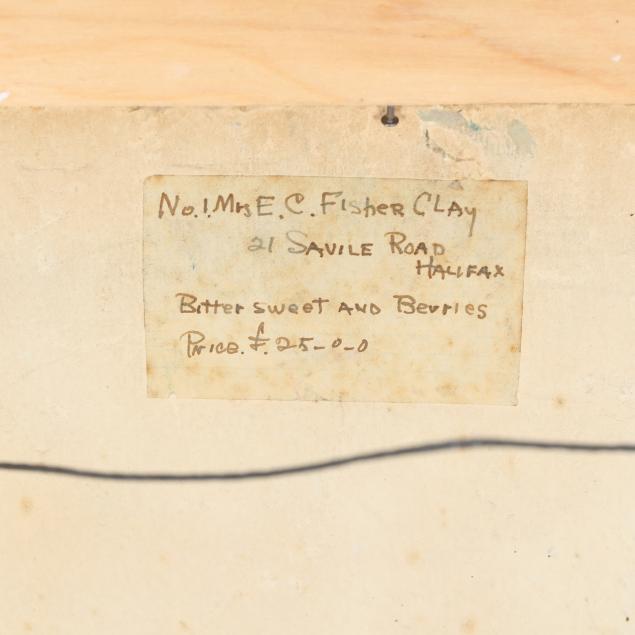 No.1. Mrs E. C. Fisher Clay
21 Savile Road
Halifax
Bitter sweet and Berries
Price. £. 25-0-0